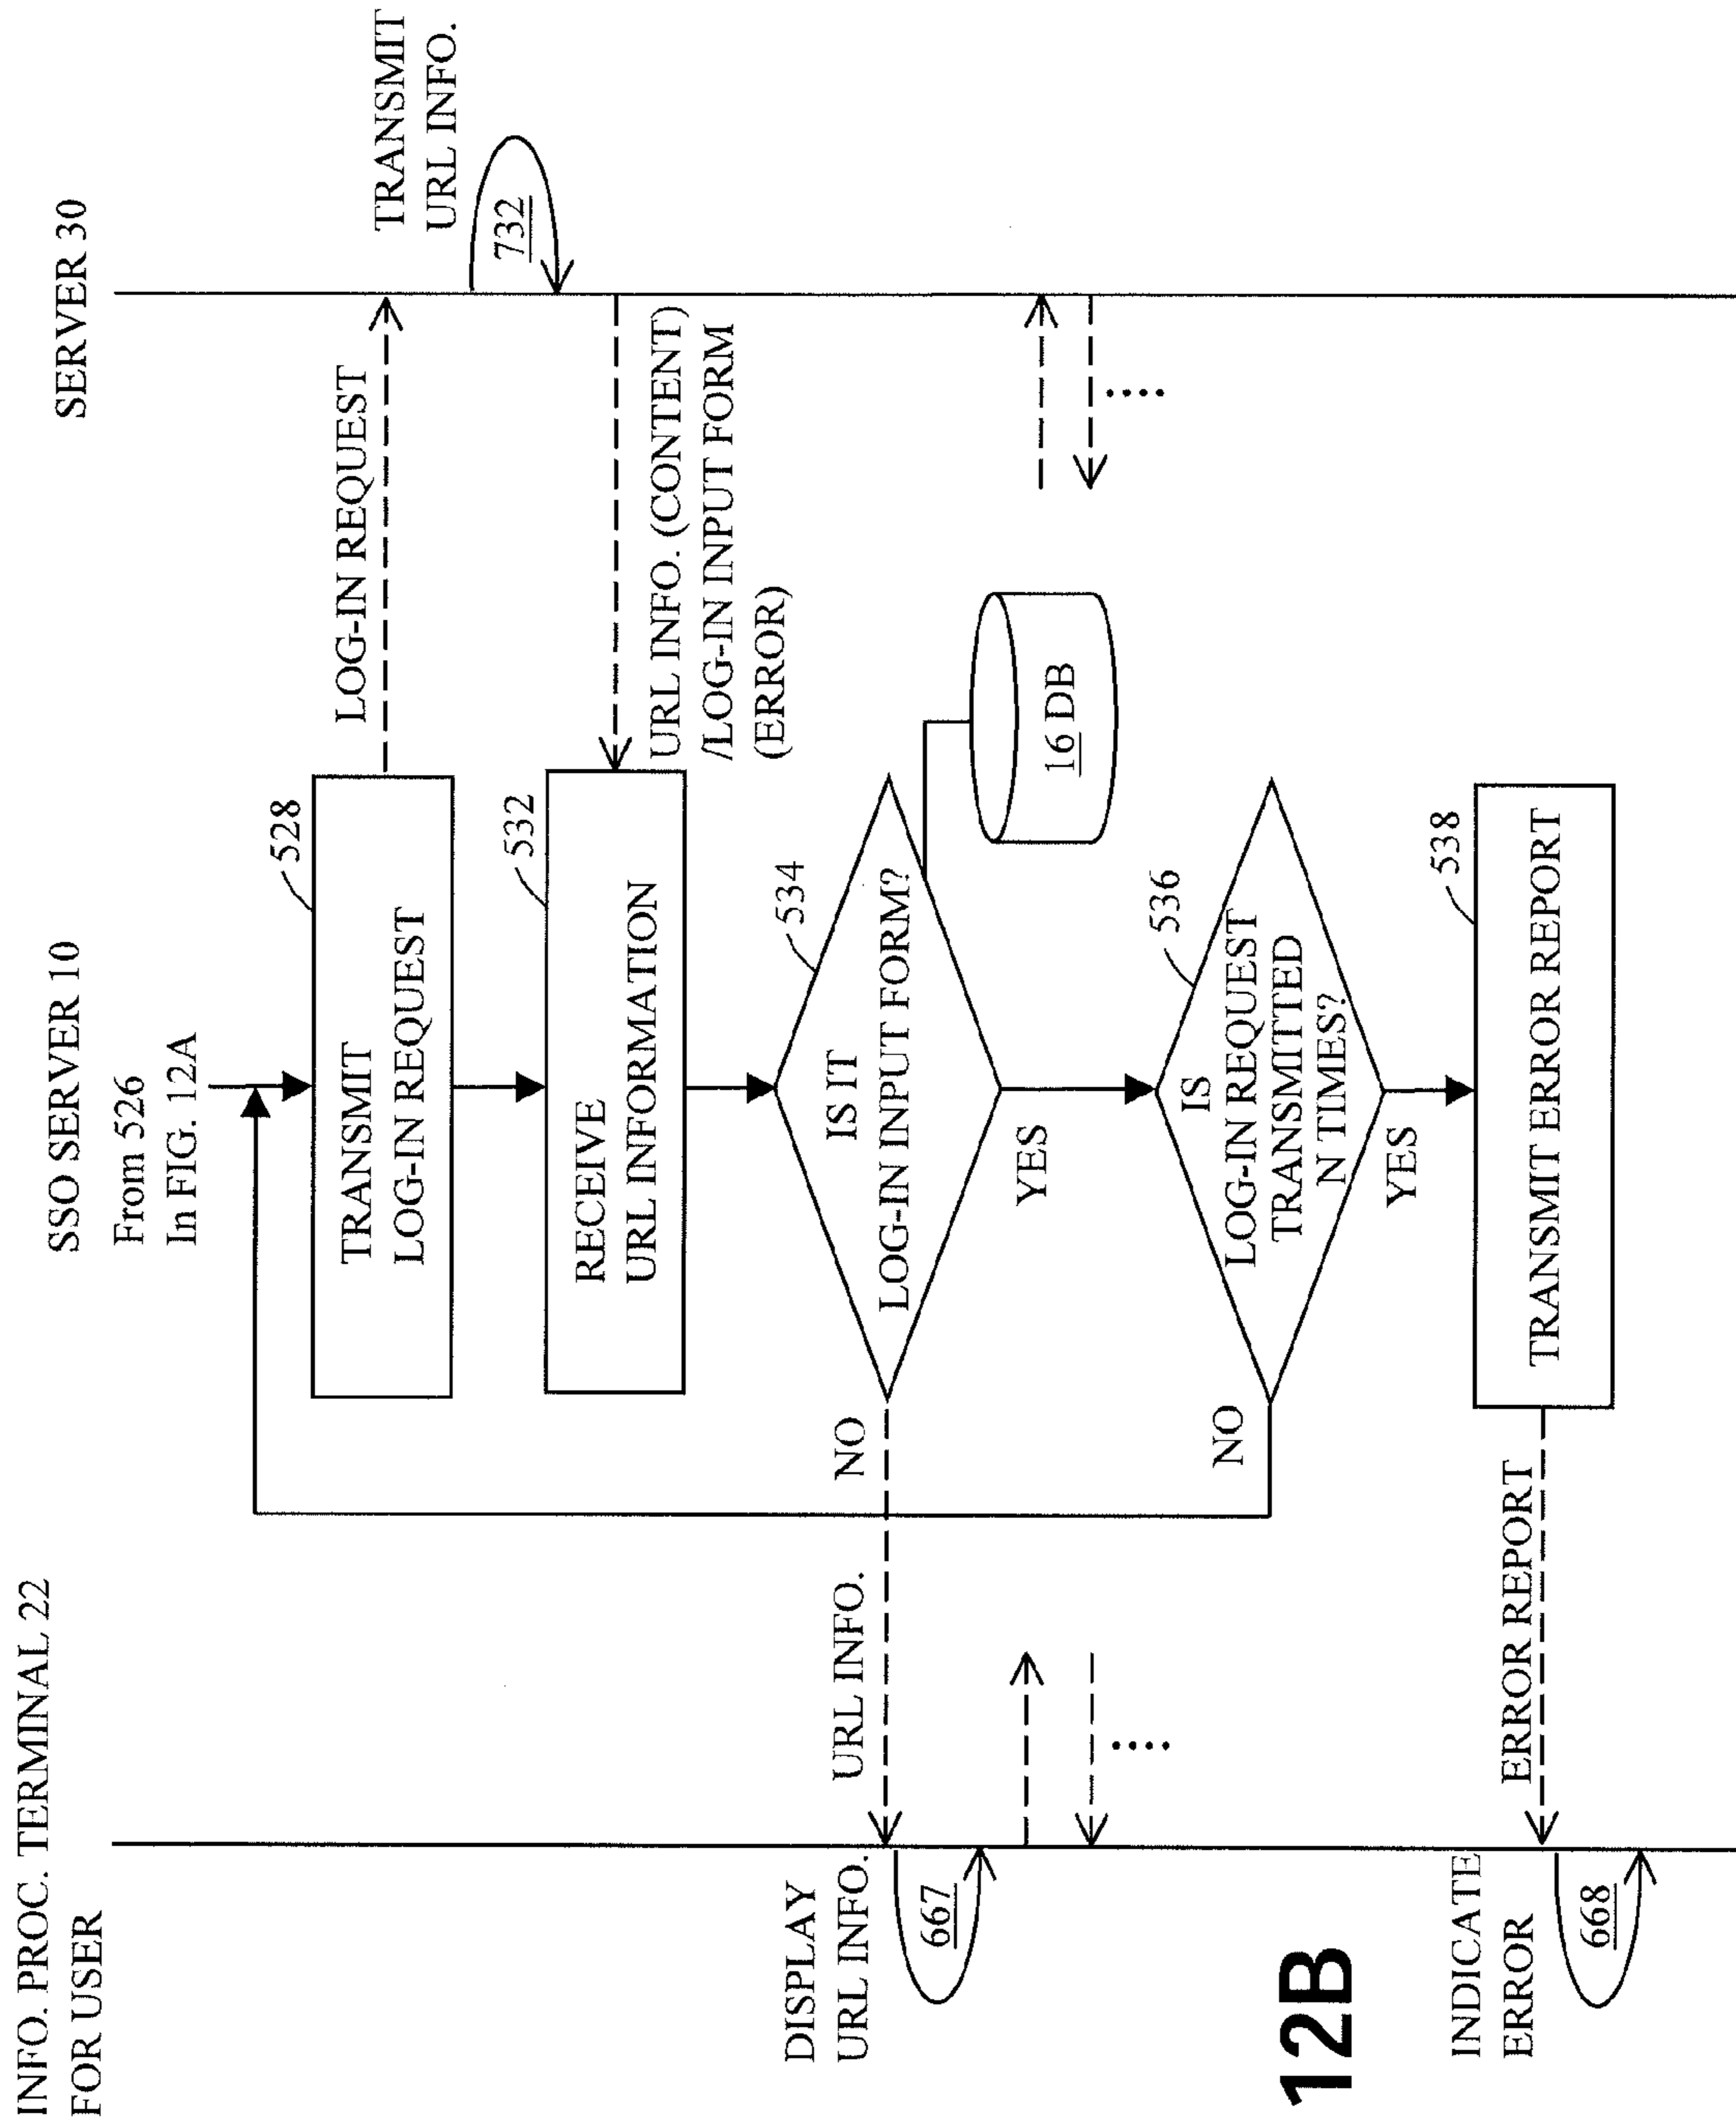 INFO. PROC. TERMINAL 22
FOR USER
SSO SERVER 10
SERVER 30
From 526
In FIG. 12A
528
TRANSMIT
LOG-IN REQUEST
LOG-IN REQUEST
TRANSMIT
URL INFO.
732
532
RECEIVE
URL INFORMATION
URL INFO. (CONTENT)
/LOG-IN INPUT FORM
(ERROR)
534
IS IT
LOG-IN INPUT FORM?
NO
YES
16 DB
URL INFO.
DISPLAY
URL INFO.
667
....
....
536
IS
LOG-IN REQUEST
TRANSMITTED
N TIMES?
NO
YES
538
TRANSMIT ERROR REPORT
ERROR REPORT
INDICATE
ERROR
668
12B